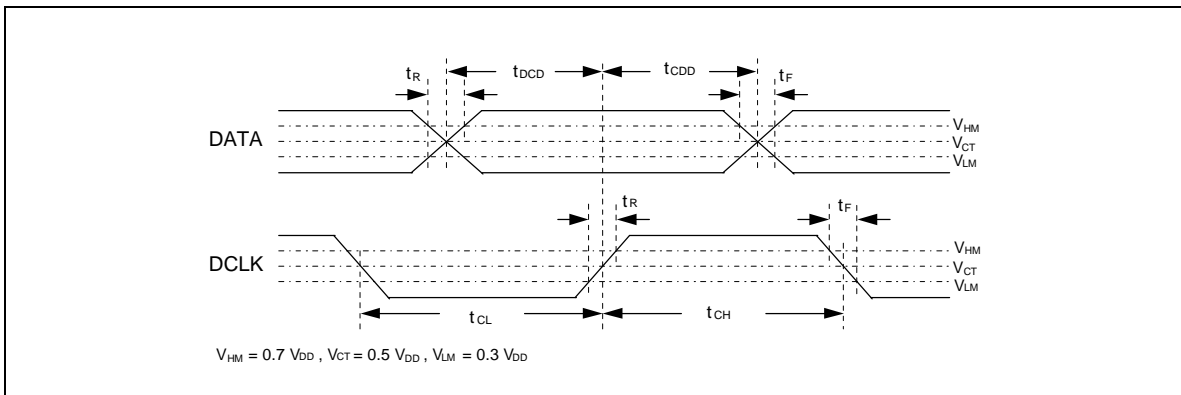 tR tDCD tCDD tF
DATA
VHM
VCT
VLM
tR tF
DCLK
VHM
VCT
VLM
tCL tCH
VHM = 0.7 VDD , VCT = 0.5 VDD , VLM = 0.3 VDD